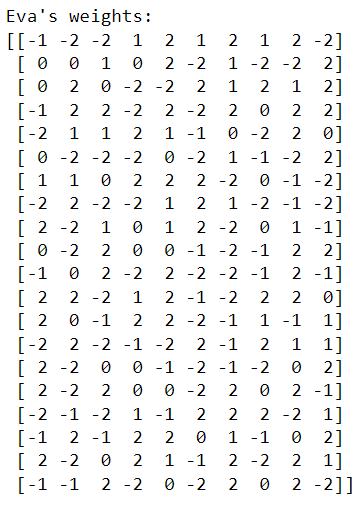 Eva's weights:
[[-1 -2 -2  1  2  1  2  1  2 -2]
 [ 0  0  1  0  2 -2  1 -2 -2  2]
 [ 0  2  0 -2 -2  2  1  2  1  2]
 [-1  2  2 -2  2 -2  2  0  2  2]
 [-2  1  1  2  1 -1  0 -2  2  0]
 [ 0 -2 -2 -2  0 -2  1 -1 -2  2]
 [ 1  1  0  2  2  2 -2  0 -1 -2]
 [-2  2 -2 -2  1  2  1 -2 -1 -2]
 [ 2 -2  1  0  1  2 -2  0  1 -1]
 [ 0 -2  2  0  0 -1 -2 -1  2  2]
 [-1  0  2 -2  2 -2 -2 -1  2 -1]
 [ 2  2 -2  1  2 -1 -2  2  2  0]
 [ 2  0 -1  2  2 -2 -1  1 -1  1]
 [-2  2 -2 -1 -2  2 -1  2  1  1]
 [ 2 -2  0  0 -1 -2 -1 -2  0  2]
 [ 2 -2  2  0  0 -2  2  0  2 -1]
 [-2 -1 -2  1 -1  2  2  2 -2  1]
 [-1  2 -1  2  2  0  1 -1  0  2]
 [ 2 -2  0  2  1 -1  2 -2  2  1]
 [-1 -1  2 -2  0 -2  2  0  2 -2]]